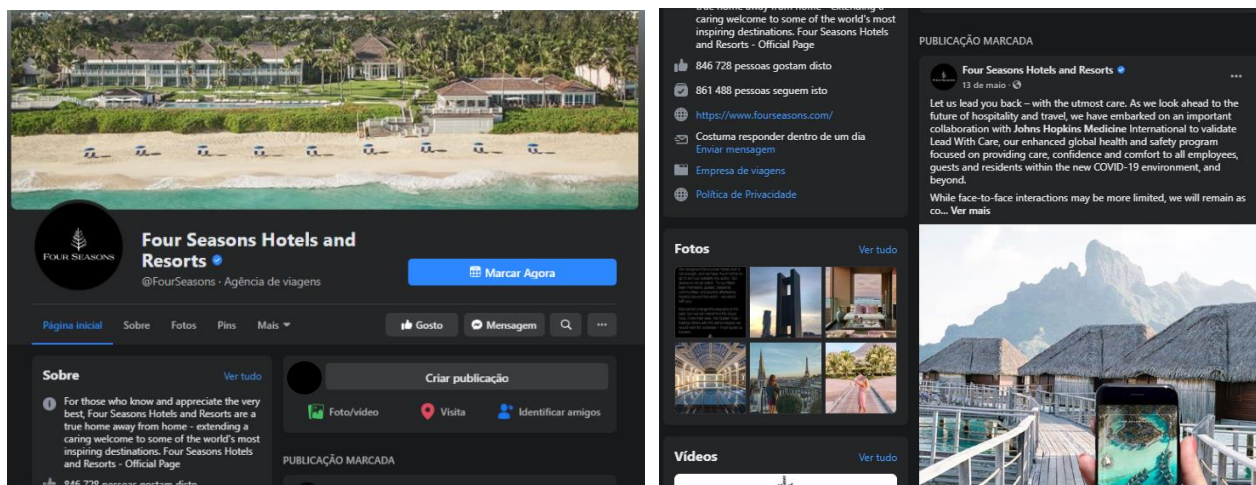 FOUR SEASONS
Four Seasons Hotels and
Resorts
@FourSeasons · Agência de viagens
Marcar Agora
Página inicial
Sobre
Fotos
Pins
Mais
Gosto
Mensagem
Sobre
Ver tudo
For those who know and appreciate the very
best, Four Seasons Hotels and Resorts are a
true home away from home - extending a
caring welcome to some of the world's most
inspiring destinations. Four Seasons Hotels
and Resorts - Official Page
846 728 pessoas gostam disto
Criar publicação
Foto/vídeo
Visita
Identificar amigos
PUBLICAÇÃO MARCADA
true home away from home - extending a
caring welcome to some of the world's most
inspiring destinations. Four Seasons Hotels
and Resorts - Official Page
846 728 pessoas gostam disto
861 488 pessoas seguem isto
https://www.fourseasons.com/
Costuma responder dentro de um dia
Enviar mensagem
Empresa de viagens
Política de Privacidade
Fotos
Ver tudo
Vídeos
Ver tudo
PUBLICAÇÃO MARCADA
Four Seasons Hotels and Resorts
13 de maio ·
Let us lead you back – with the utmost care. As we look ahead to the
future of hospitality and travel, we have embarked on an important
collaboration with Johns Hopkins Medicine International to validate
Lead With Care, our enhanced global health and safety program
focused on providing care, confidence and comfort to all employees,
guests and residents within the new COVID-19 environment, and
beyond.
While face-to-face interactions may be more limited, we will remain as
co... Ver mais